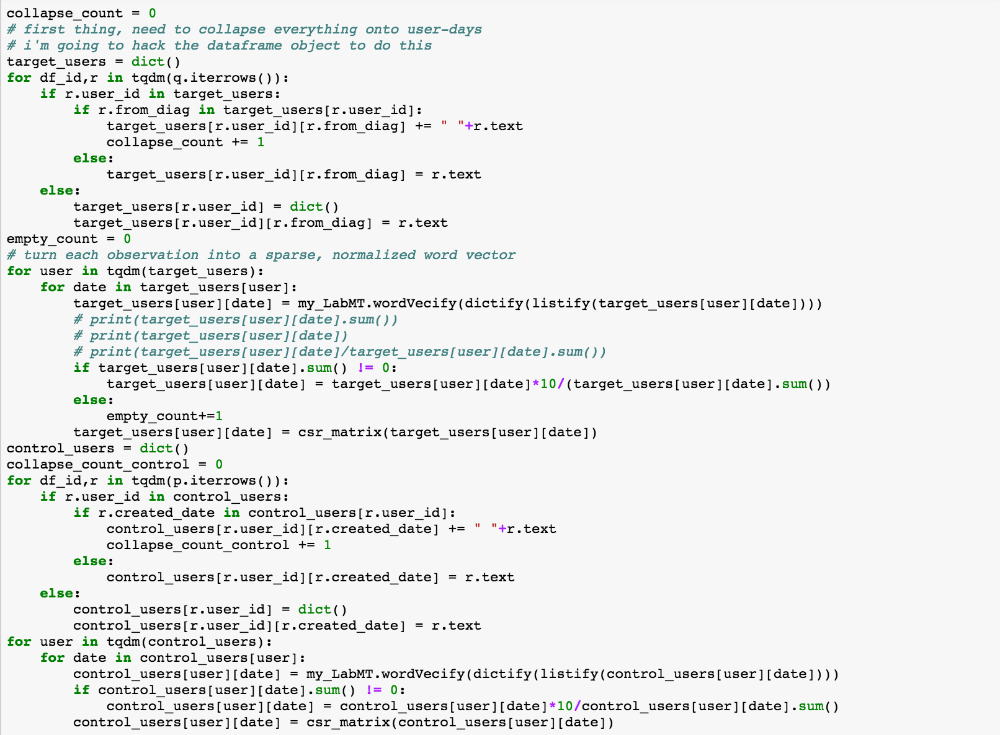 collapse_count = 0
# first thing, need to collapse everything onto user-days
# i'm going to hack the dataframe object to do this
target_users = dict()
for df_id,r in tqdm(q.iterrows()):
    if r.user_id in target_users:
        if r.from_diag in target_users[r.user_id]:
            target_users[r.user_id][r.from_diag] += " "+r.text
            collapse_count += 1
        else:
            target_users[r.user_id][r.from_diag] = r.text
    else:
        target_users[r.user_id] = dict()
        target_users[r.user_id][r.from_diag] = r.text
empty_count = 0
# turn each observation into a sparse, normalized word vector
for user in tqdm(target_users):
    for date in target_users[user]:
        target_users[user][date] = my_LabMT.wordVecify(dictify(listify(target_users[user][date])))
        # print(target_users[user][date].sum())
        # print(target_users[user][date])
        # print(target_users[user][date]/target_users[user][date].sum())
        if target_users[user][date].sum() != 0:
            target_users[user][date] = target_users[user][date]*10/(target_users[user][date].sum())
        else:
            empty_count+=1
        target_users[user][date] = csr_matrix(target_users[user][date])
control_users = dict()
collapse_count_control = 0
for df_id,r in tqdm(p.iterrows()):
    if r.user_id in control_users:
        if r.created_date in control_users[r.user_id]:
            control_users[r.user_id][r.created_date] += " "+r.text
            collapse_count_control += 1
        else:
            control_users[r.user_id][r.created_date] = r.text
    else:
        control_users[r.user_id] = dict()
        control_users[r.user_id][r.created_date] = r.text
for user in tqdm(control_users):
    for date in control_users[user]:
        control_users[user][date] = my_LabMT.wordVecify(dictify(listify(control_users[user][date])))
        if control_users[user][date].sum() != 0:
            control_users[user][date] = control_users[user][date]*10/control_users[user][date].sum()
        control_users[user][date] = csr_matrix(control_users[user][date])